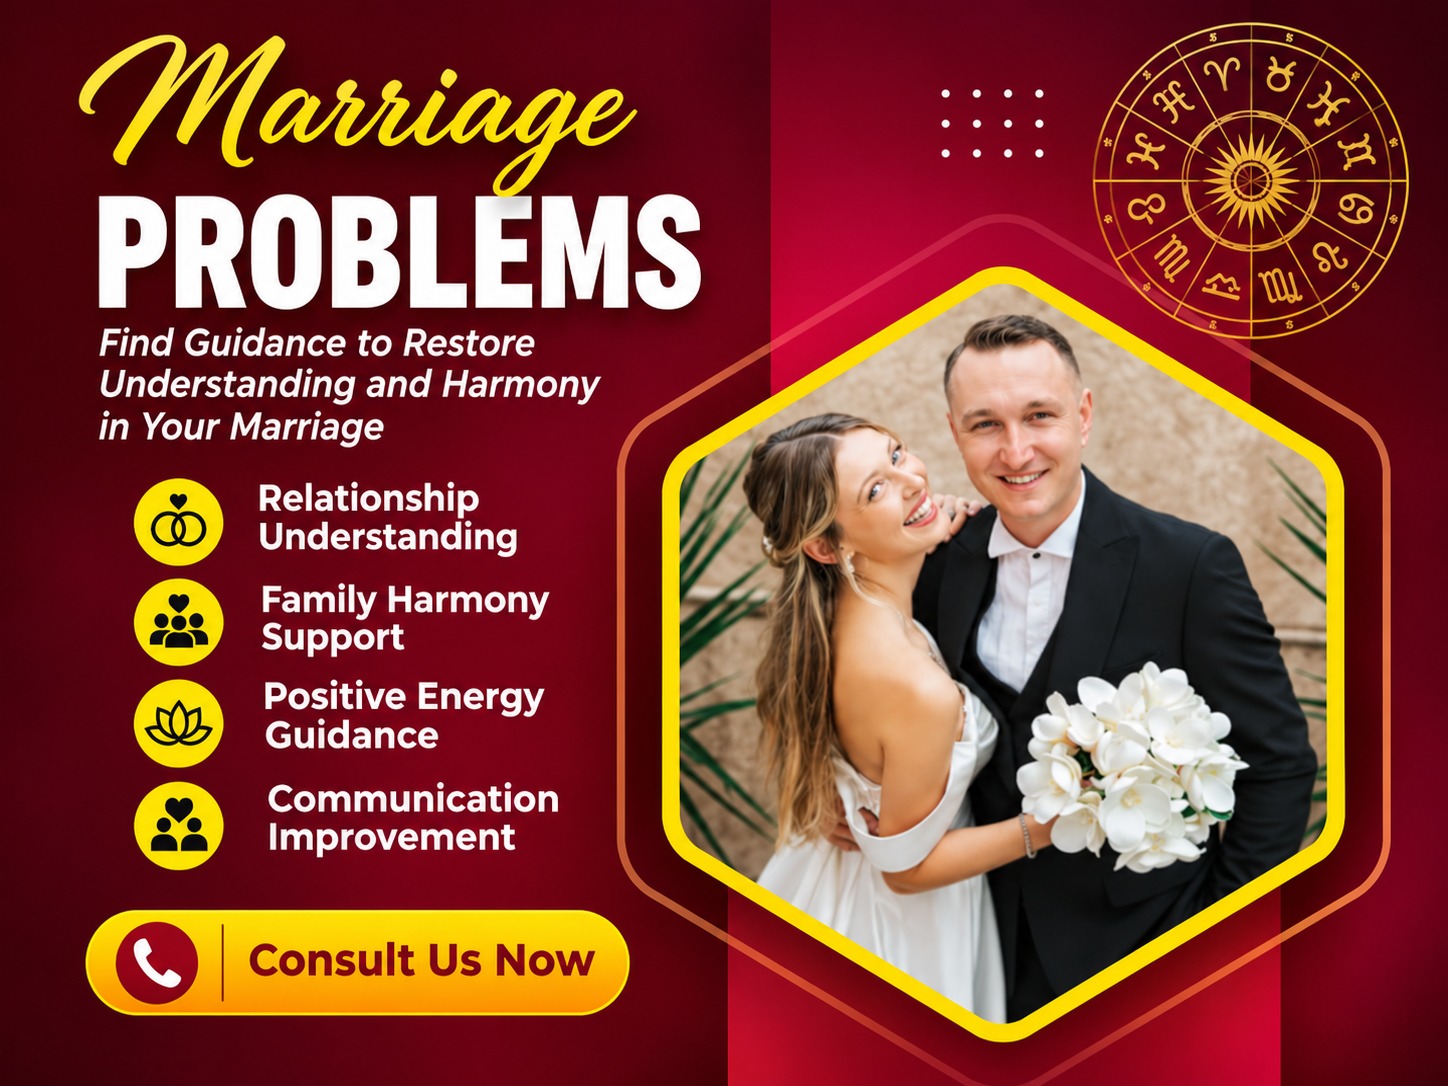 Marriage
PROBLEMS
Find Guidance to Restore
Understanding and Harmony
in Your Marriage
Relationship
Understanding
Family Harmony
Support
Positive Energy
Guidance
Communication
Improvement
Consult Us Now